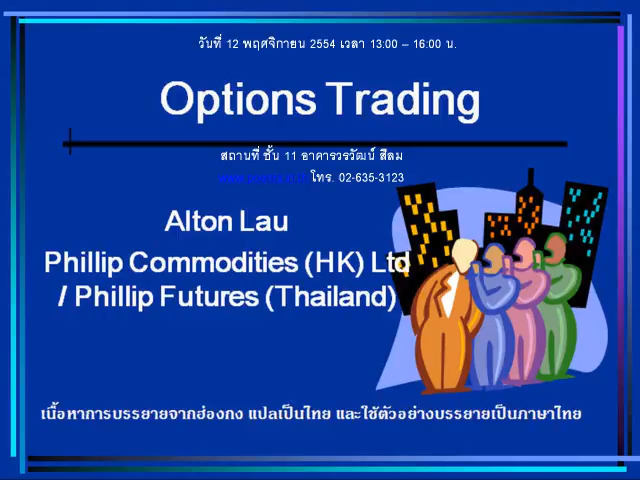 วันที่ 12 พฤศจิกายน 2554 เวลา 13:00 – 16:00 น.
Options Trading
สถานที่ ชั้น 11 อาคารวรวัฒน์ สีลม
โทร. 02-635-3123
Alton Lau
Phillip Commodities (HK) Ltd
/ Phillip Futures (Thailand)
เนื้อหาการบรรยายจากฮ่องกง แปลเป็นไทย และใช้ตัวอย่างบรรยายเป็นภาษาไทย